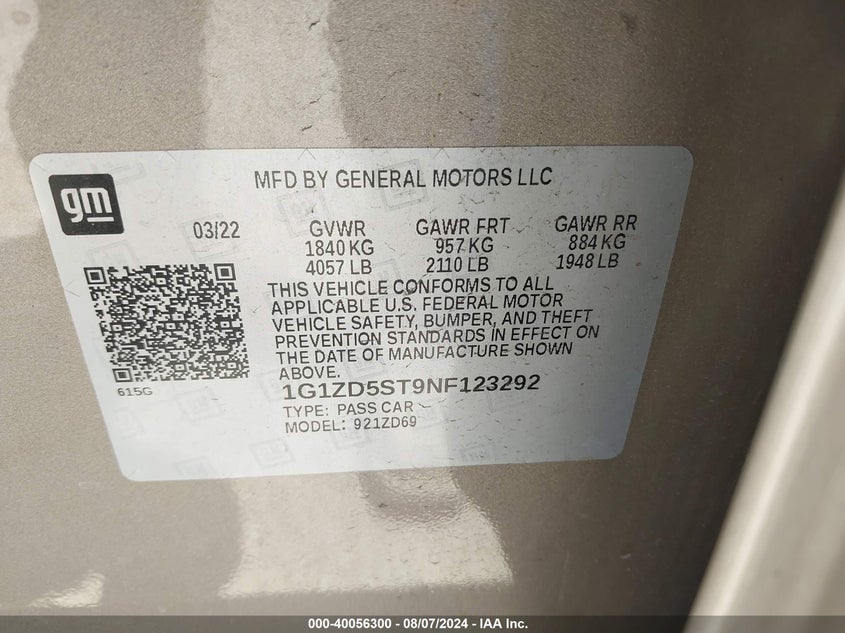 gm
MFD BY GENERAL MOTORS LLC
03/22 GVWR GAWR FRT GAWR RR
1840 KG 957 KG 884 KG
4057 LB 2110 LB 1948 LB
THIS VEHICLE CONFORMS TO ALL
APPLICABLE U.S. FEDERAL MOTOR
VEHICLE SAFETY, BUMPER, AND THEFT
PREVENTION STANDARDS IN EFFECT ON
THE DATE OF MANUFACTURE SHOWN
ABOVE.
615G
1G1ZD5ST9NF123292
TYPE: PASS CAR
MODEL: 921ZD69
000-40056300 - 08/07/2024 - IAA Inc.